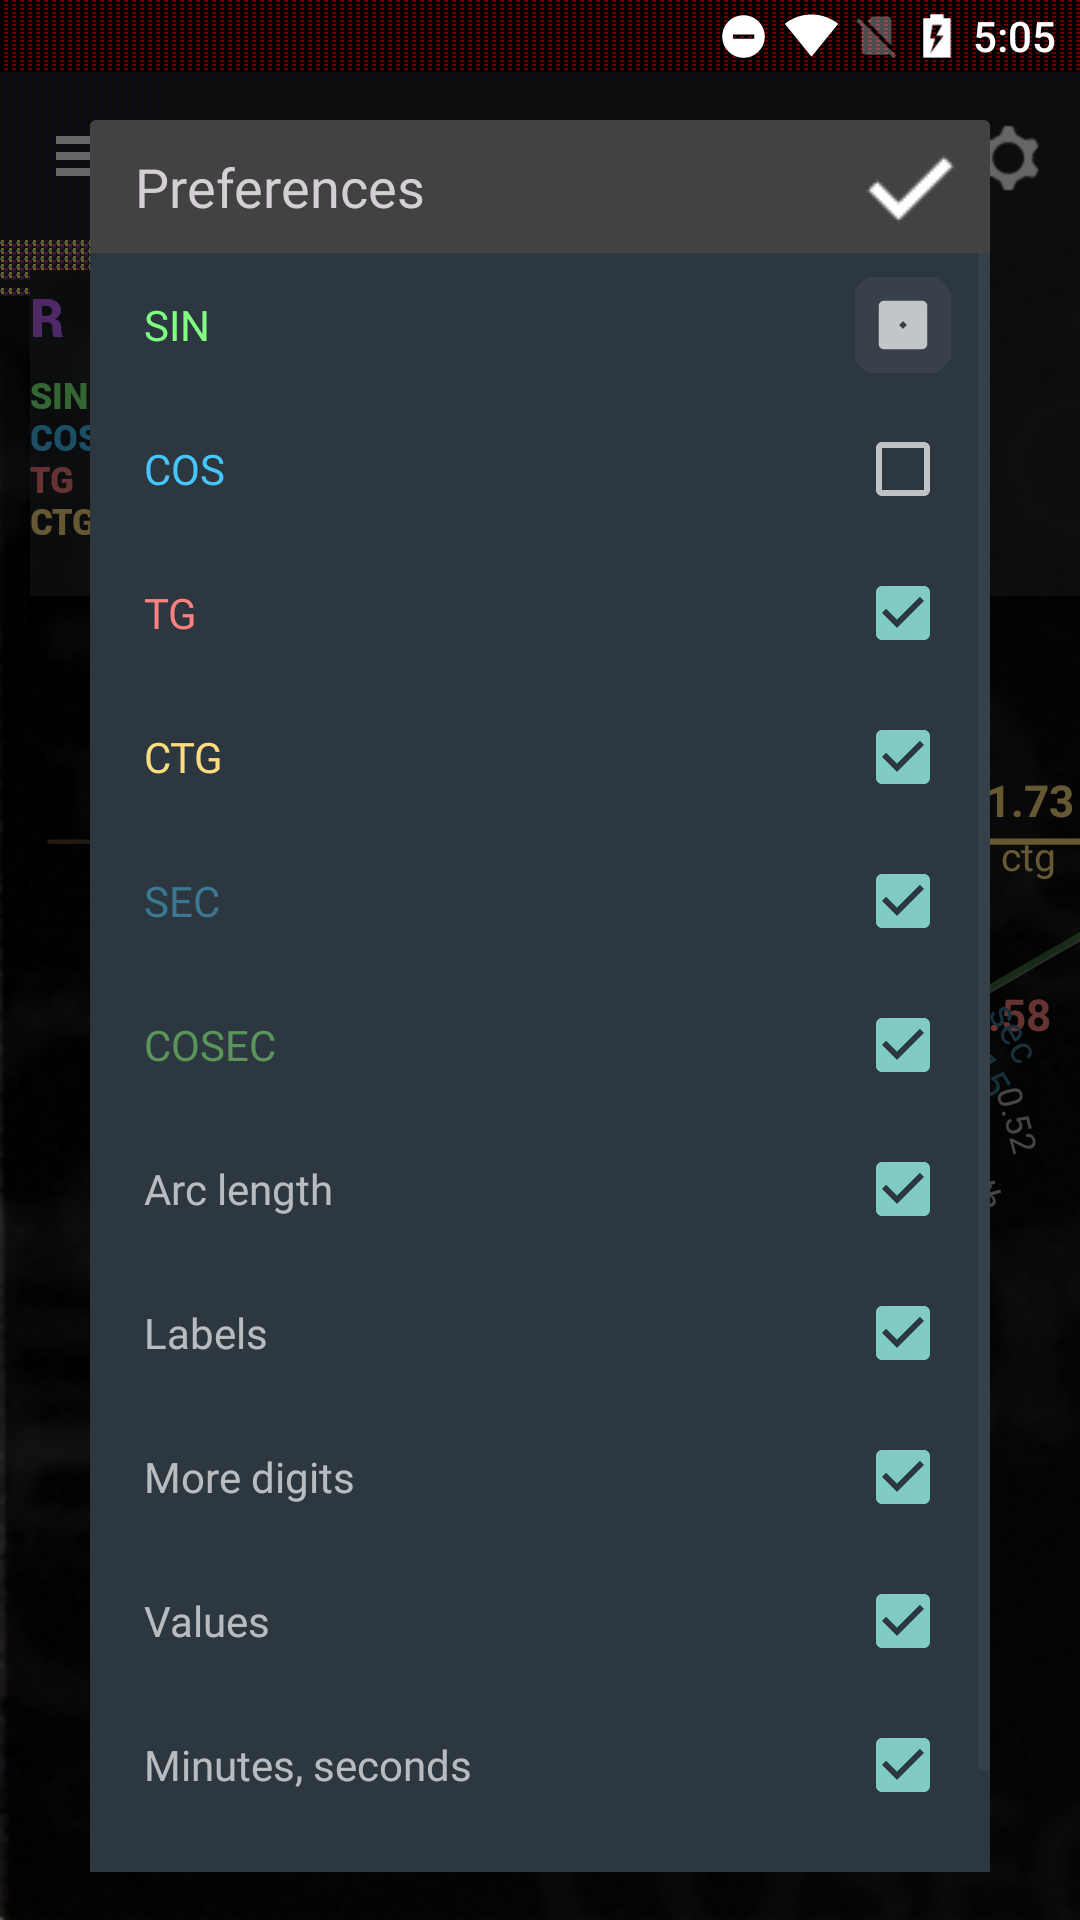 5:05
Preferences
R
SIN
SIN
COS
COS
TG
TG
CTG
CTG
SEC
COSEC
Arc length
Labels
More digits
Values
Minutes, seconds
1.73
ctg
.58
sec
0.52